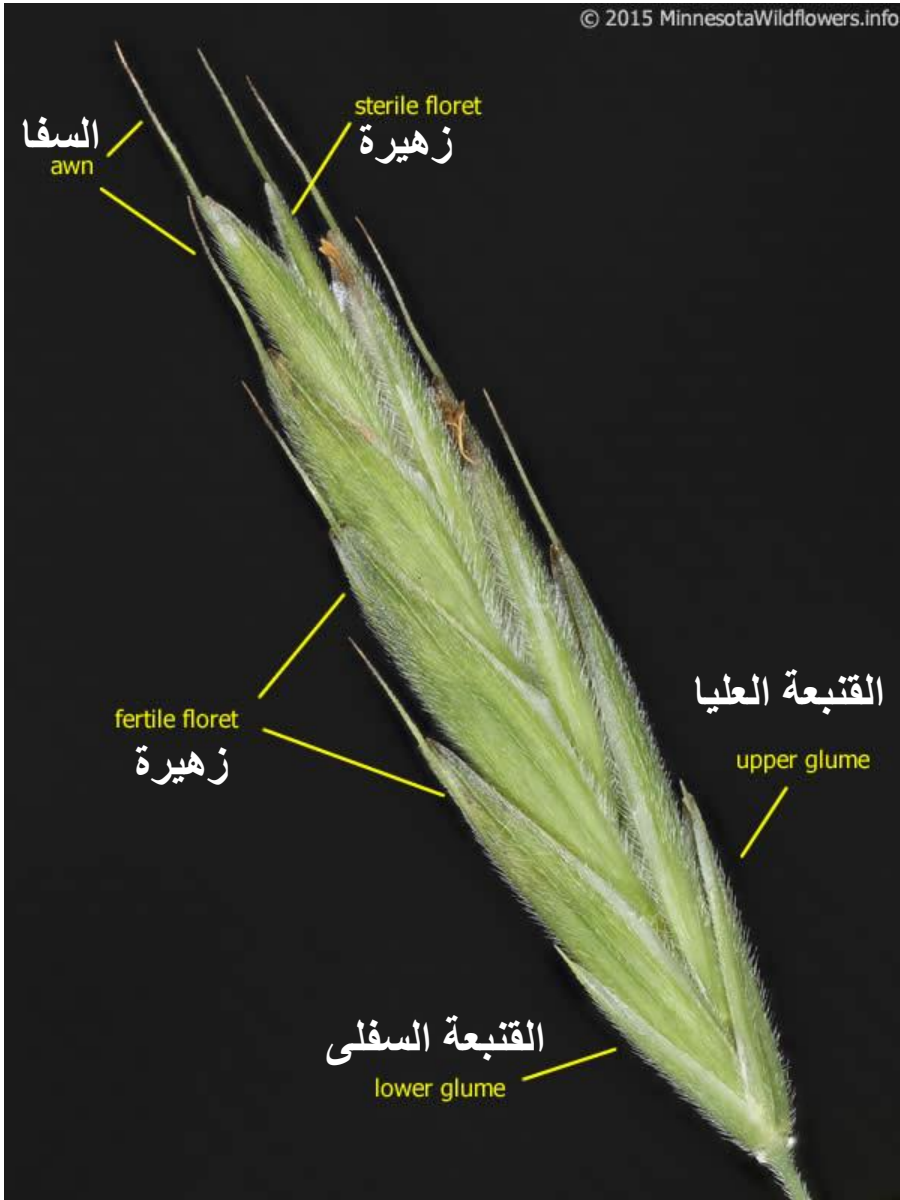 © 2015 MinnesotaWildflowers.info
sterile floret
زهيرة
السفا
awn
القنبعة العليا
upper glume
fertile floret
زهيرة
القنبعة السفلى
lower glume